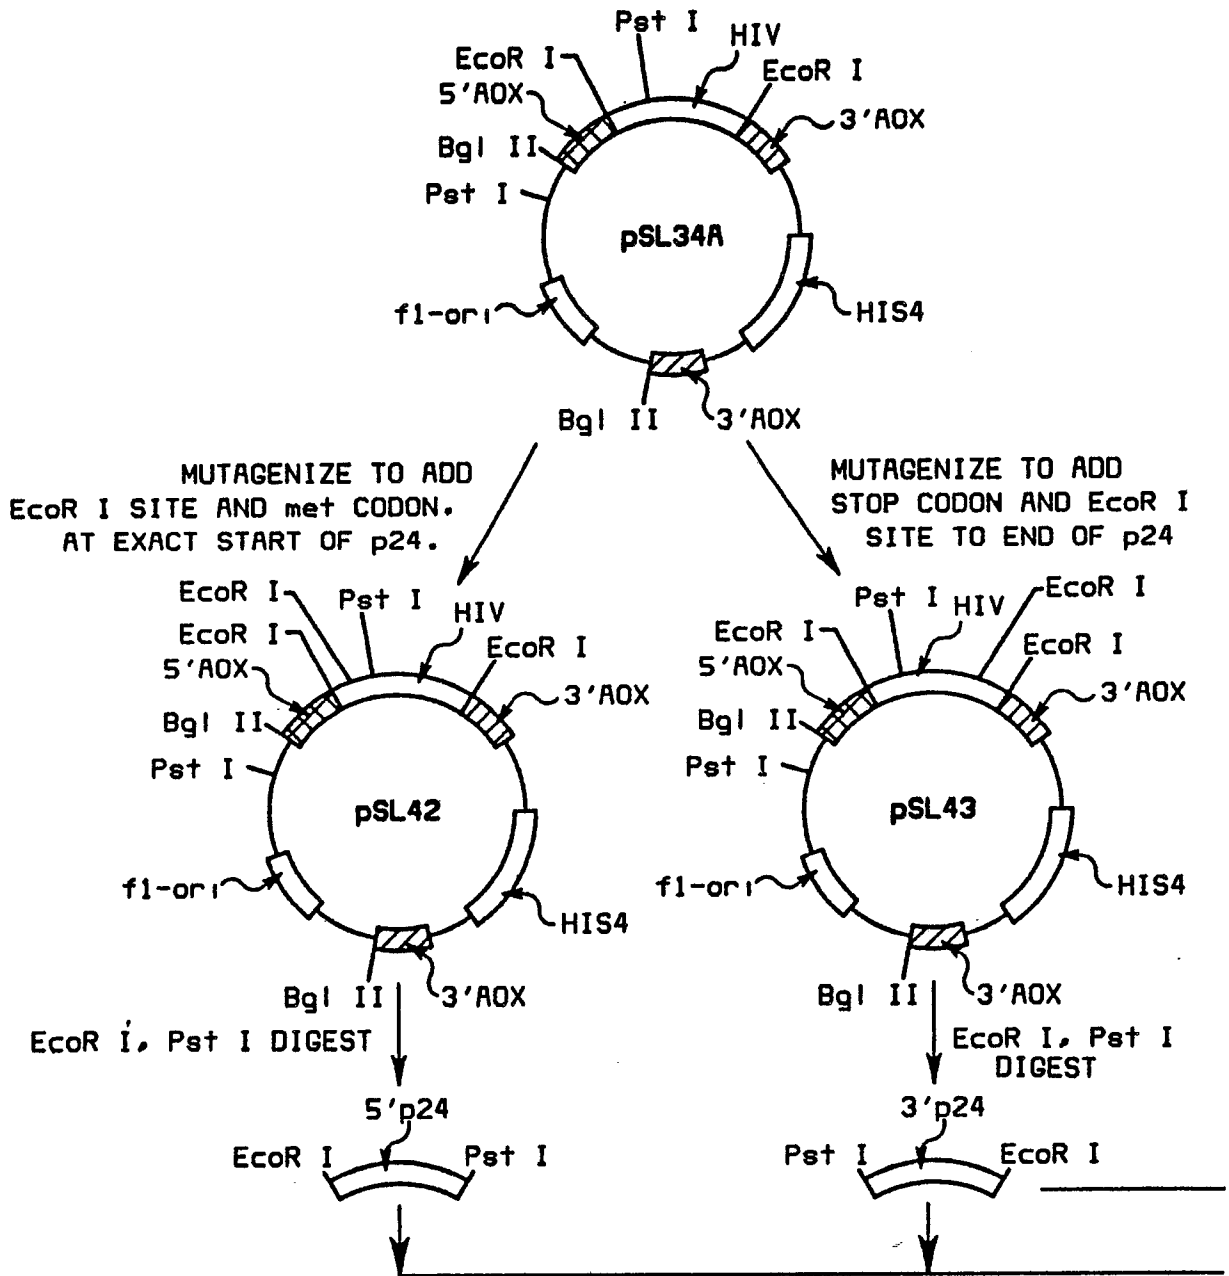 Pst I
HIV
EcoR I
EcoR I
5'AOX
3'AOX
Bgl II
Pst I
pSL34A
f1-ori
HIS4
Bgl II
3'AOX
MUTAGENIZE TO ADD
EcoR I SITE AND met CODON.
AT EXACT START OF p24.
MUTAGENIZE TO ADD
STOP CODON AND EcoR I
SITE TO END OF p24
EcoR I
Pst I
HIV
EcoR I
EcoR I
5'AOX
3'AOX
Bgl II
Pst I
pSL42
f1-ori
HIS4
Bgl II
3'AOX
Pst I
HIV
EcoR I
EcoR I
EcoR I
5'AOX
3'AOX
Bgl II
Pst I
pSL43
f1-ori
HIS4
Bgl II
3'AOX
EcoR I, Pst I DIGEST
EcoR I, Pst I
DIGEST
5'p24
EcoR I
Pst I
3'p24
Pst I
EcoR I